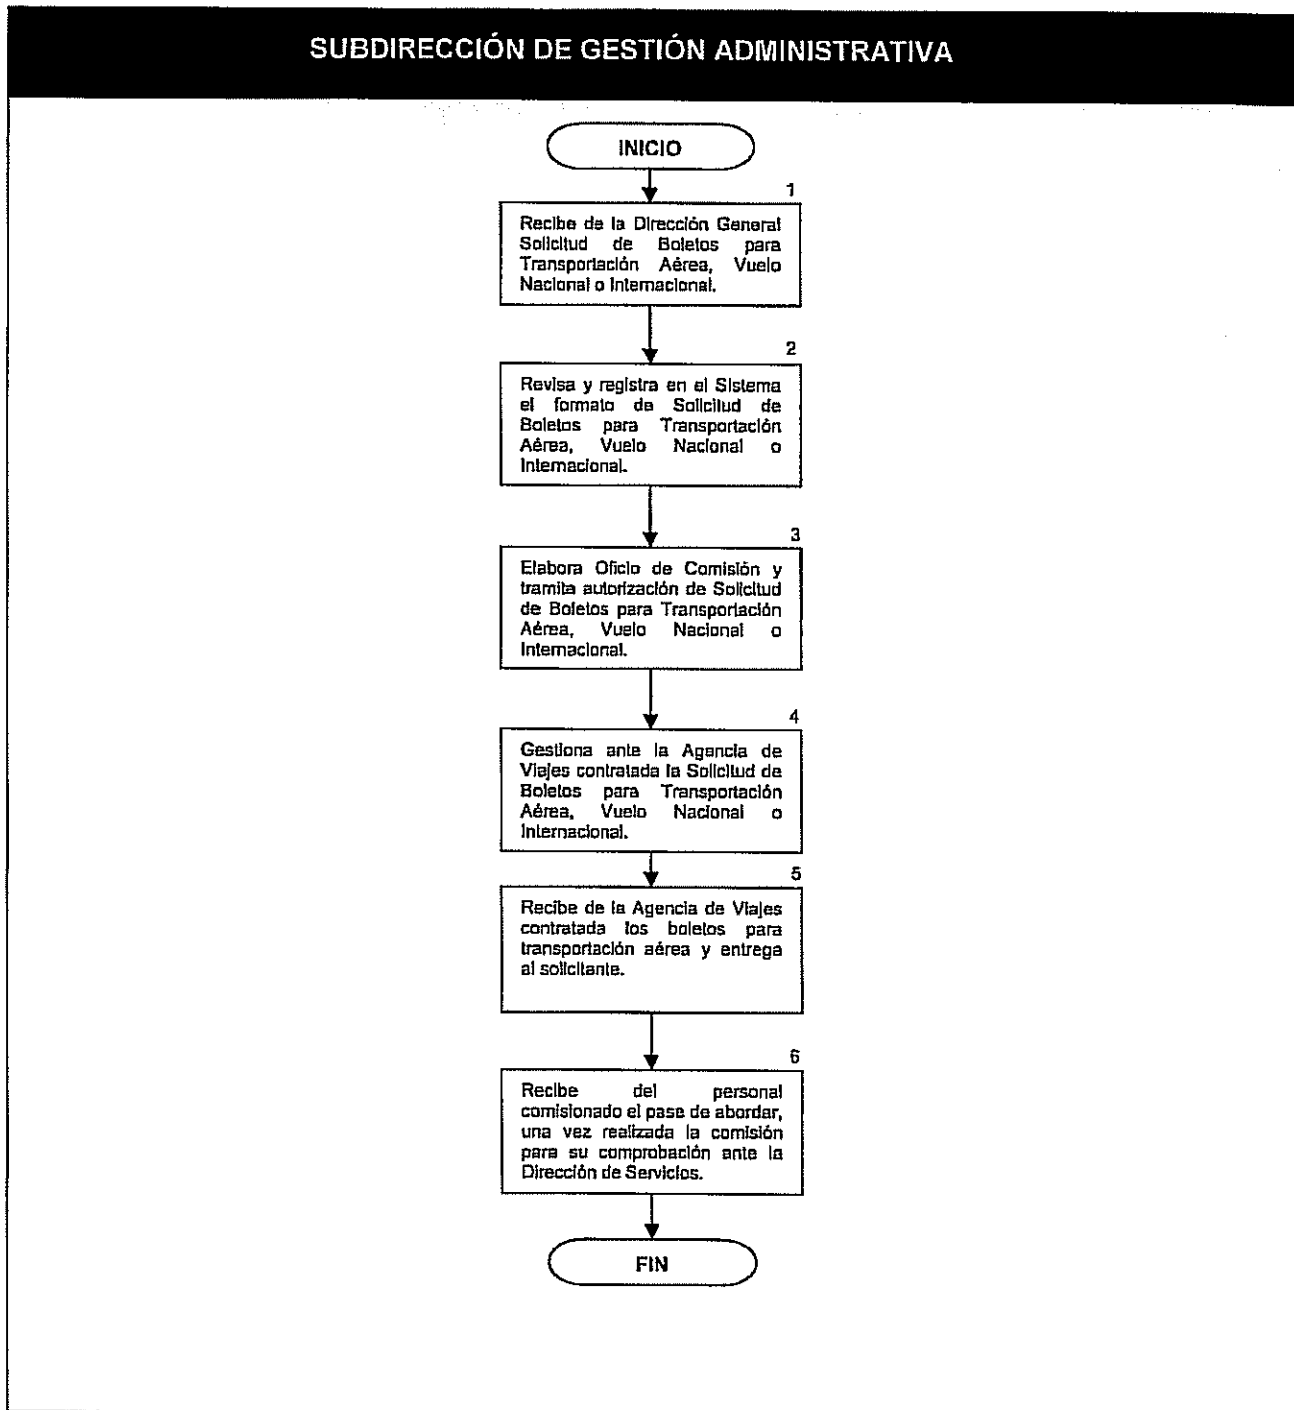 SUBDIRECCIÓN DE GESTIÓN ADMINISTRATIVA
INICIO
1
Recibe de la Dirección General
Solicitud de Boletos para
Transportación Aérea, Vuelo
Nacional o Internacional.
2
Revisa y registra en el Sistema
el formato de Solicitud de
Boletos para Transportación
Aérea, Vuelo Nacional o
Internacional.
3
Elabora Oficio de Comisión y
tramita autorización de Solicitud
de Boletos para Transportación
Aérea, Vuelo Nacional o
Internacional.
4
Gestiona ante la Agencia de
Viajes contratada la Solicitud de
Boletos para Transportación
Aérea, Vuelo Nacional o
Internacional.
5
Recibe de la Agencia de Viajes
contratada los boletos para
transportación aérea y entrega
al solicitante.
6
Recibe del personal
comisionado el pase de abordar,
una vez realizada la comisión
para su comprobación ante la
Dirección de Servicios.
FIN